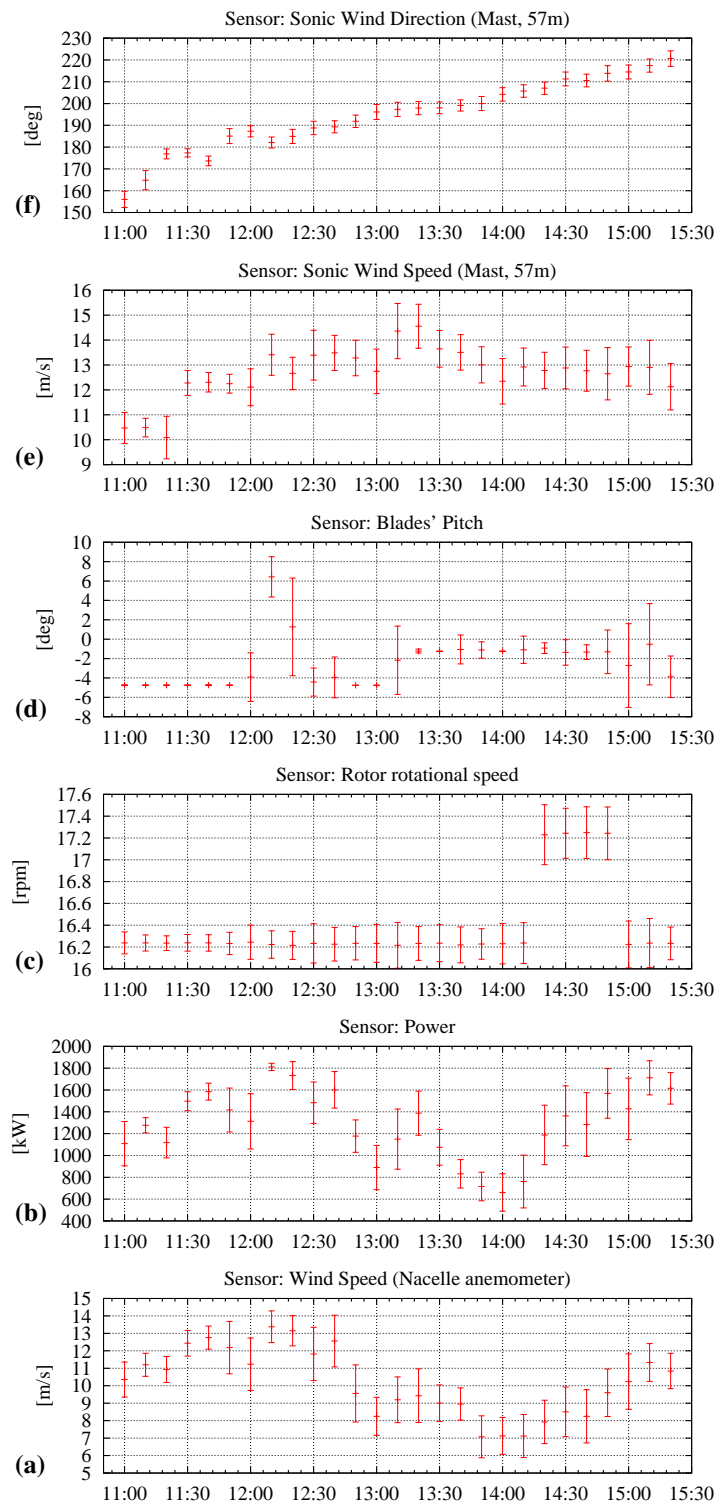 Sensor: Sonic Wind Direction (Mast, 57m)
230
220
210
200
190
180
170
160
150
[deg]
(f)
11:00 11:30 12:00 12:30 13:00 13:30 14:00 14:30 15:00 15:30
Sensor: Sonic Wind Speed (Mast, 57m)
16
15
14
13
12
11
10
9
[m/s]
(e)
11:00 11:30 12:00 12:30 13:00 13:30 14:00 14:30 15:00 15:30
Sensor: Blades' Pitch
10
8
6
4
2
0
-2
-4
-6
-8
[deg]
(d)
11:00 11:30 12:00 12:30 13:00 13:30 14:00 14:30 15:00 15:30
Sensor: Rotor rotational speed
17.6
17.4
17.2
17
16.8
16.6
16.4
16.2
16
[rpm]
(c)
11:00 11:30 12:00 12:30 13:00 13:30 14:00 14:30 15:00 15:30
Sensor: Power
2000
1800
1600
1400
1200
1000
800
600
400
[kW]
(b)
11:00 11:30 12:00 12:30 13:00 13:30 14:00 14:30 15:00 15:30
Sensor: Wind Speed (Nacelle anemometer)
15
14
13
12
11
10
9
8
7
6
5
[m/s]
(a)
11:00 11:30 12:00 12:30 13:00 13:30 14:00 14:30 15:00 15:30